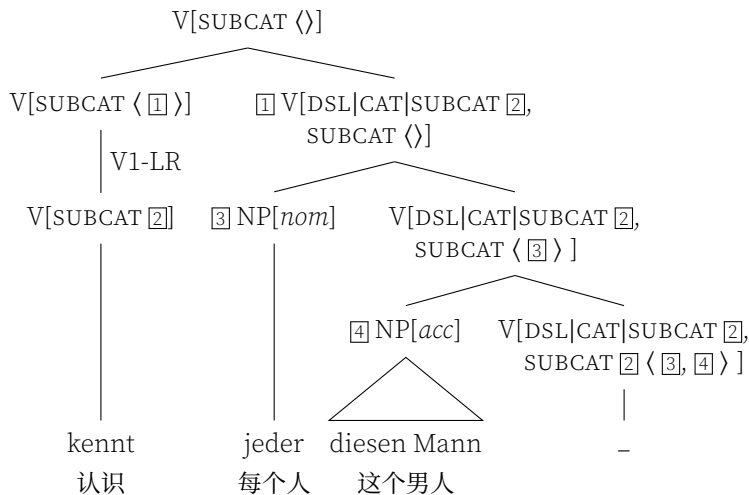 V[SUBCAT ⟨⟩]
V[SUBCAT ⟨ 1 ⟩] 1 V[DSL|CAT|SUBCAT 2,
SUBCAT ⟨⟩]
V1-LR
V[SUBCAT 2] 3 NP[nom] V[DSL|CAT|SUBCAT 2,
SUBCAT ⟨ 3 ⟩ ]
4 NP[acc] V[DSL|CAT|SUBCAT 2,
SUBCAT 2 ⟨ 3, 4 ⟩ ]
kennt jeder diesen Mann _
认识 每个人 这个男人